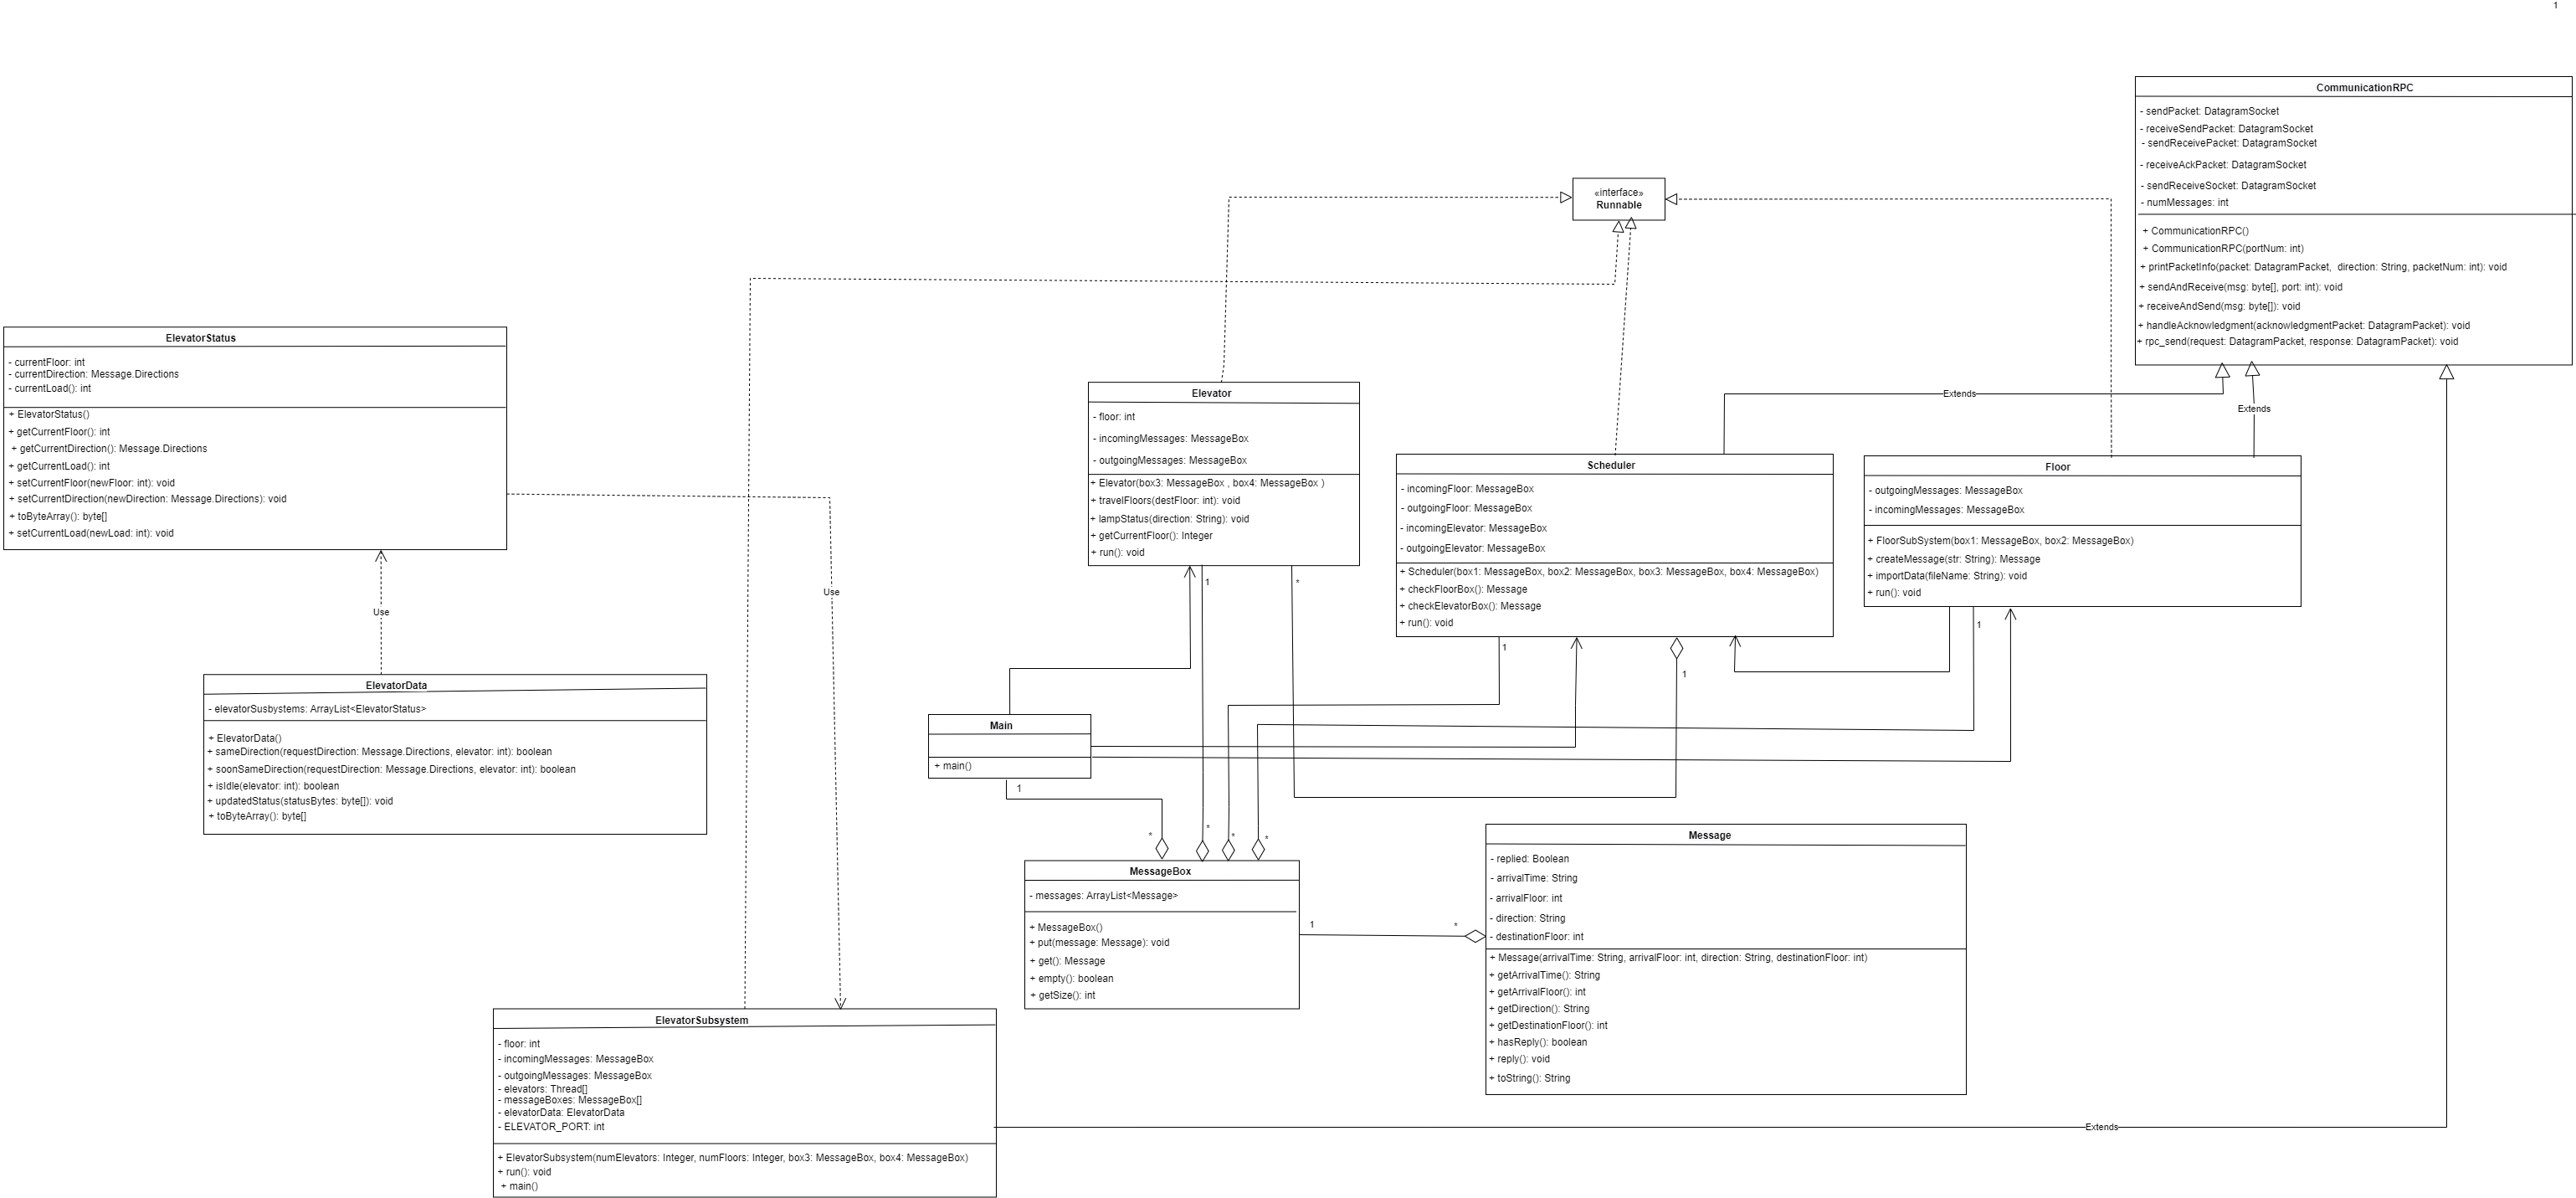 1
CommunicationRPC
- sendPacket: DatagramSocket
- receiveSendPacket: DatagramSocket
- sendReceivePacket: DatagramSocket
- receiveAckPacket: DatagramSocket
- sendReceiveSocket: DatagramSocket
- numMessages: int
+ CommunicationRPC()
+ CommunicationRPC(portNum: int)
+ printPacketInfo(packet: DatagramPacket,  direction: String, packetNum: int): void
+ sendAndReceive(msg: byte[], port: int): void
+ receiveAndSend(msg: byte[]): void
+ handleAcknowledgment(acknowledgmentPacket: DatagramPacket): void
+ rpc_send(request: DatagramPacket, response: DatagramPacket): void
«interface»
Runnable
ElevatorStatus
- currentFloor: int
- currentDirection: Message.Directions
- currentLoad(): int
+ ElevatorStatus()
+ getCurrentFloor(): int
+ getCurrentDirection(): Message.Directions
+ getCurrentLoad(): int
+ setCurrentFloor(newFloor: int): void
+ setCurrentDirection(newDirection: Message.Directions): void
+ toByteArray(): byte[]
+ setCurrentLoad(newLoad: int): void
Elevator
- floor: int
- incomingMessages: MessageBox
- outgoingMessages: MessageBox
+ Elevator(box3: MessageBox , box4: MessageBox )
+ travelFloors(destFloor: int): void
+ lampStatus(direction: String): void
+ getCurrentFloor(): Integer
+ run(): void
1
*
Extends
Extends
Scheduler
- incomingFloor: MessageBox
- outgoingFloor: MessageBox
- incomingElevator: MessageBox
- outgoingElevator: MessageBox
+ Scheduler(box1: MessageBox, box2: MessageBox, box3: MessageBox, box4: MessageBox)
+ checkFloorBox(): Message
+ checkElevatorBox(): Message
+ run(): void
1
1
Floor
- outgoingMessages: MessageBox
- incomingMessages: MessageBox
+ FloorSubSystem(box1: MessageBox, box2: MessageBox)
+ createMessage(str: String): Message
+ importData(fileName: String): void
+ run(): void
1
Use
Use
ElevatorData
- elevatorSusbystems: ArrayList<ElevatorStatus>
+ ElevatorData()
+ sameDirection(requestDirection: Message.Directions, elevator: int): boolean
+ soonSameDirection(requestDirection: Message.Directions, elevator: int): boolean
+ isIdle(elevator: int): boolean
+ updatedStatus(statusBytes: byte[]): void
+ toByteArray(): byte[]
Main
+ main()
1
*
*
*
*
MessageBox
- messages: ArrayList<Message>
+ MessageBox()
+ put(message: Message): void
+ get(): Message
+ empty(): boolean
+ getSize(): int
1
*
Message
- replied: Boolean
- arrivalTime: String
- arrivalFloor: int
- direction: String
- destinationFloor: int
+ Message(arrivalTime: String, arrivalFloor: int, direction: String, destinationFloor: int)
+ getArrivalTime(): String
+ getArrivalFloor(): int
+ getDirection(): String
+ getDestinationFloor(): int
+ hasReply(): boolean
+ reply(): void
+ toString(): String
ElevatorSubsystem
- floor: int
- incomingMessages: MessageBox
- outgoingMessages: MessageBox
- elevators: Thread[]
- messageBoxes: MessageBox[]
- elevatorData: ElevatorData
- ELEVATOR_PORT: int
+ ElevatorSubsystem(numElevators: Integer, numFloors: Integer, box3: MessageBox, box4: MessageBox)
+ run(): void
+ main()
Extends